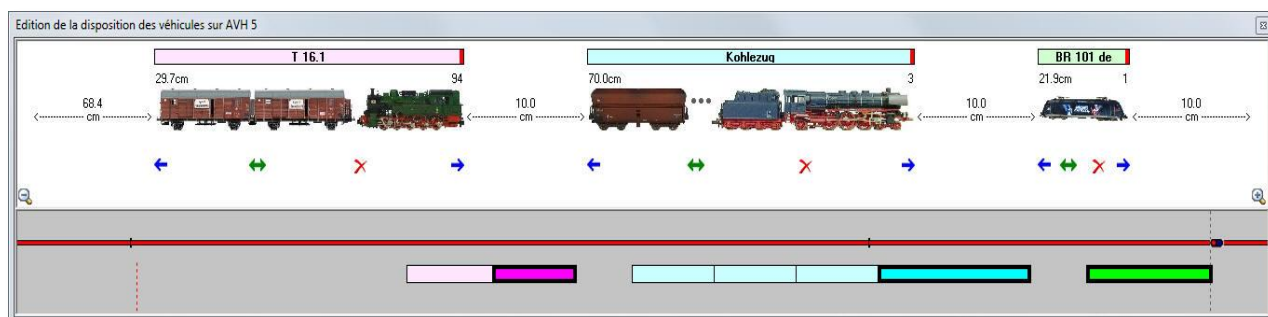 Edition de la disposition des véhicules sur AVH 5
T 16.1
Kohlezug
BR 101 de
29.7cm
94
70.0cm
3
21.9cm
1
68.4
cm
10.0
cm
10.0
cm
10.0
cm